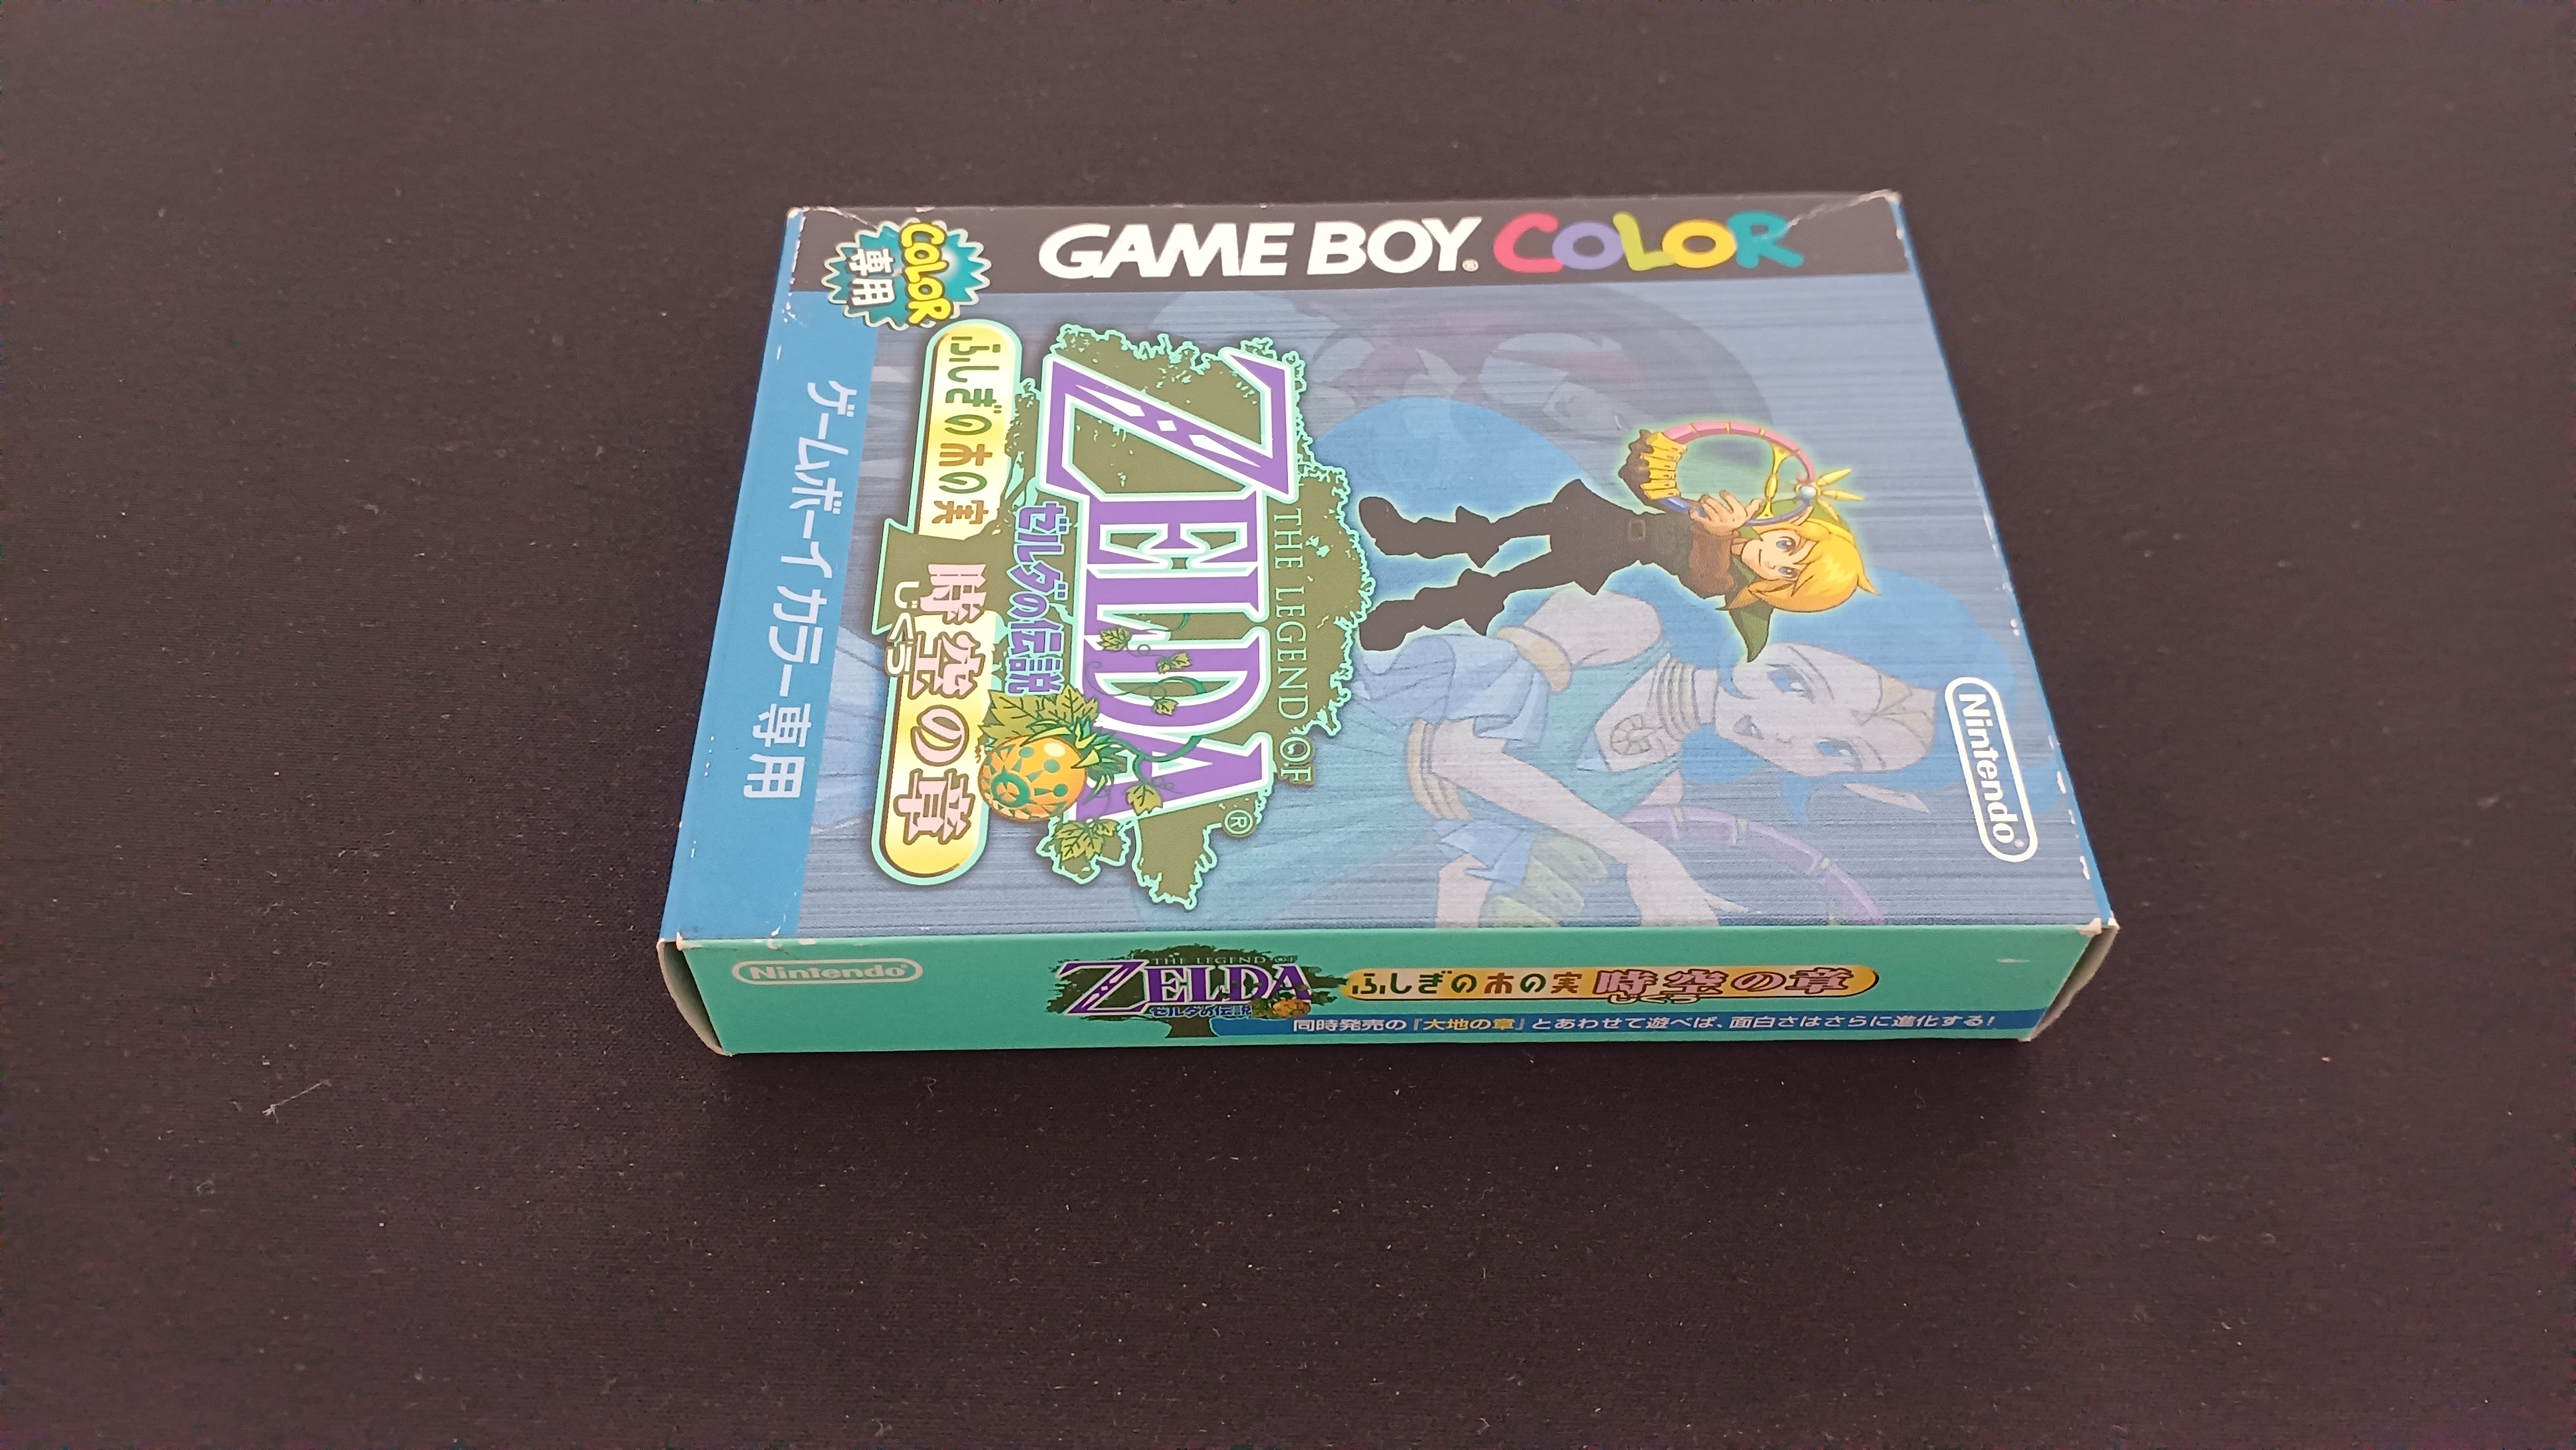 GAME BOY® COLOR
COLOR
専用
ゲームボーイカラー専用
THE LEGEND OF
ZELDA®
ゼルダの伝説
ふしぎの木の実
時空の章
じくう
Nintendo®
Nintendo®
THE LEGEND OF
ZELDA
ゼルダの伝説
ふしぎの木の実 時空の章
じくう
同時発売の『大地の章』とあわせて遊べば、面白さはさらに進化する!